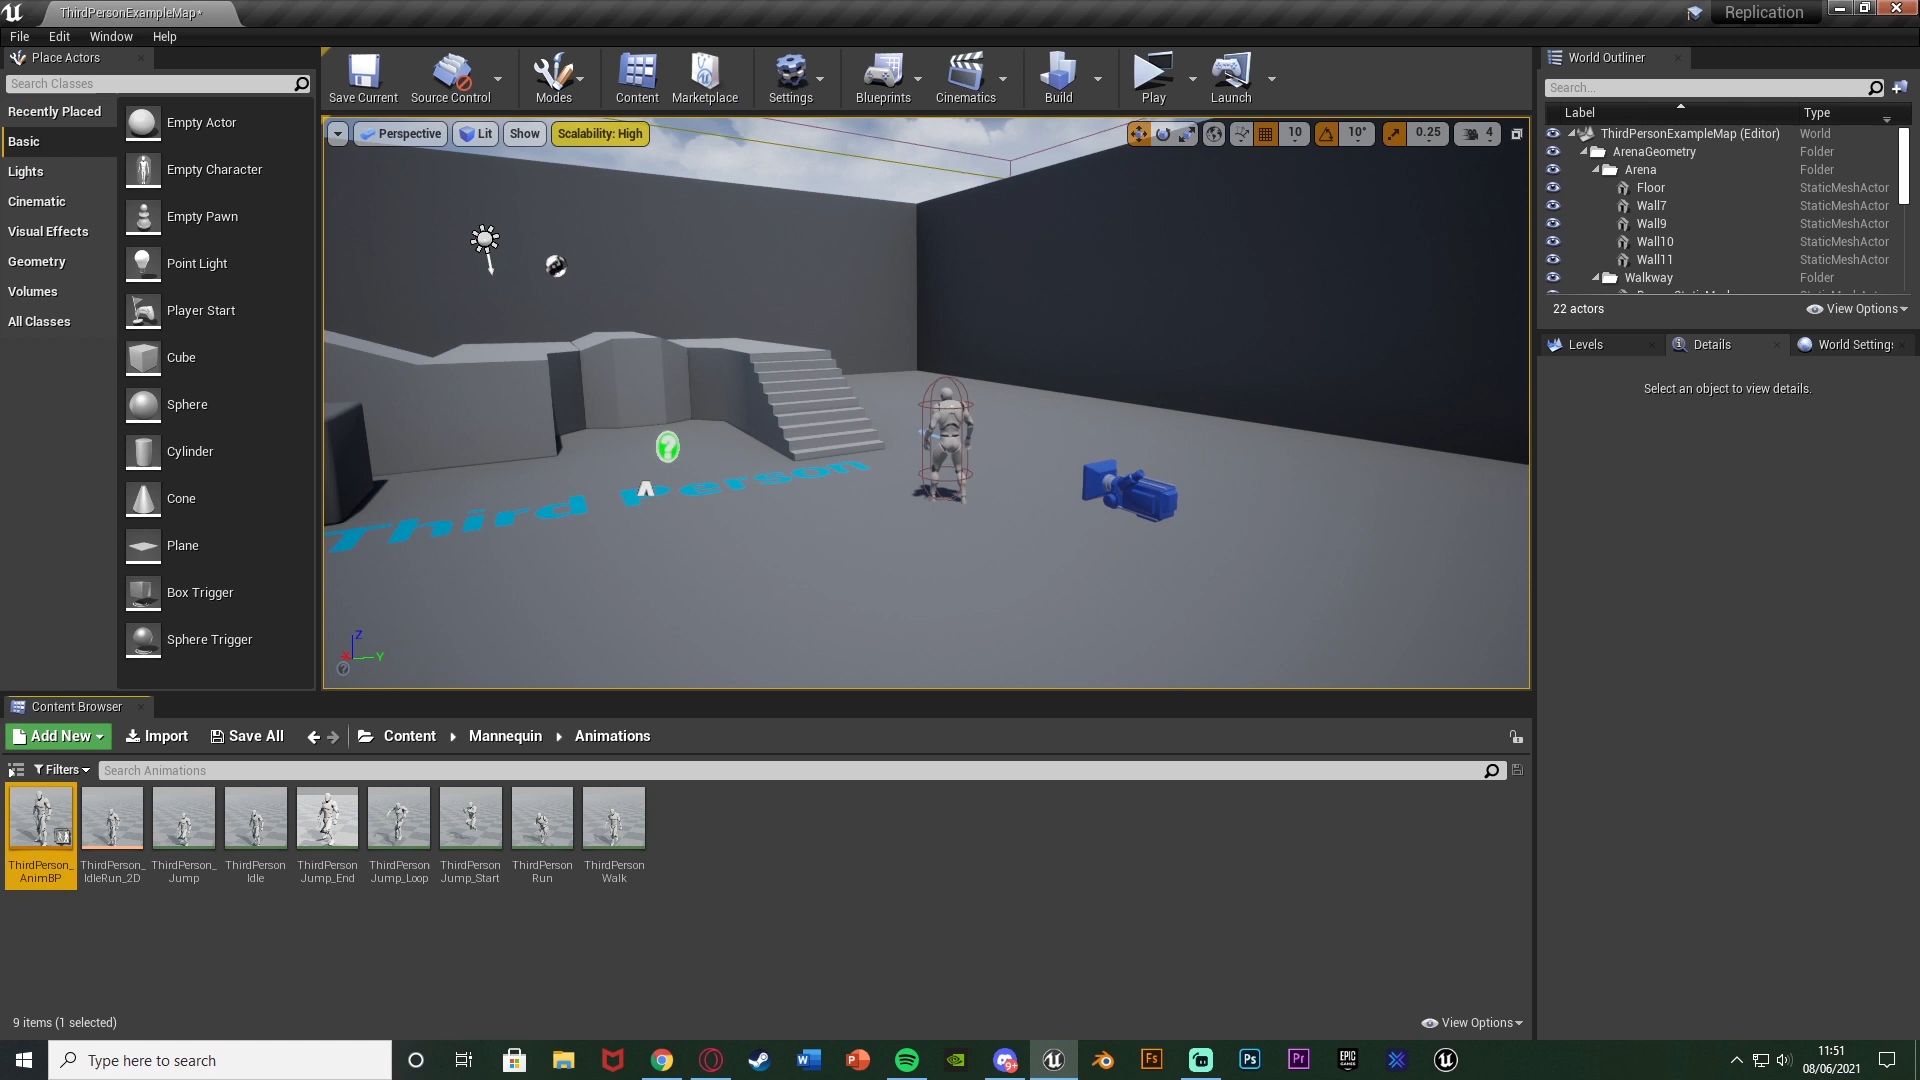 ThirdPersonExampleMap*
Replication
File Edit Window Help
Place Actors
Search Classes
Recently Placed
Basic
Lights
Cinematic
Visual Effects
Geometry
Volumes
All Classes
Empty Actor
Empty Character
Empty Pawn
Point Light
Player Start
Cube
Sphere
Cylinder
Cone
Plane
Box Trigger
Sphere Trigger
Save Current Source Control Modes Content Marketplace Settings Blueprints Cinematics Build Play Launch
Perspective Lit Show Scalability: High
10 10° 0.25 4
Third Person
Z
X Y
World Outliner
Search...
Label Type
ThirdPersonExampleMap (Editor) World
ArenaGeometry Folder
Arena Folder
Floor StaticMeshActor
Wall7 StaticMeshActor
Wall9 StaticMeshActor
Wall10 StaticMeshActor
Wall11 StaticMeshActor
Walkway Folder
22 actors View Options
Levels Details World Settings
Select an object to view details.
Content Browser
Add New Import Save All Content Mannequin Animations
Filters Search Animations
ThirdPerson_
AnimBP
ThirdPerson_
IdleRun_2D
ThirdPerson_
Jump
ThirdPerson
Idle
ThirdPerson
Jump_End
ThirdPerson
Jump_Loop
ThirdPerson
Jump_Start
ThirdPerson
Run
ThirdPerson
Walk
9 items (1 selected) View Options
Type here to search
11:51
08/06/2021